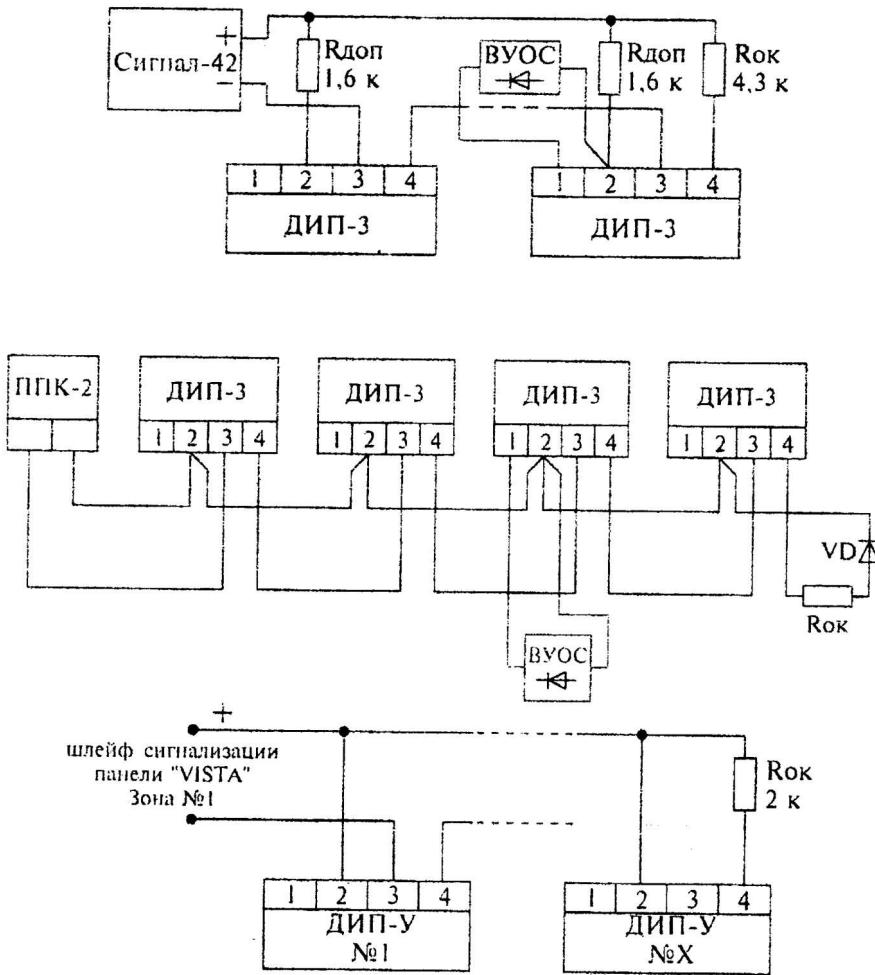 +
Сигнал-42
−
Rдоп
1,6 к
ВУОС
Rдоп
1,6 к
Rок
4,3 к
1 2 3 4
ДИП-3
1 2 3 4
ДИП-3
ППК-2
ДИП-3
1 2 3 4
ДИП-3
1 2 3 4
ДИП-3
1 2 3 4
ДИП-3
1 2 3 4
VD
Rок
ВУОС
+
шлейф сигнализации
панели "VISTA"
Зона №1
Rок
2 к
1 2 3 4
ДИП-У
№1
1 2 3 4
ДИП-У
№X